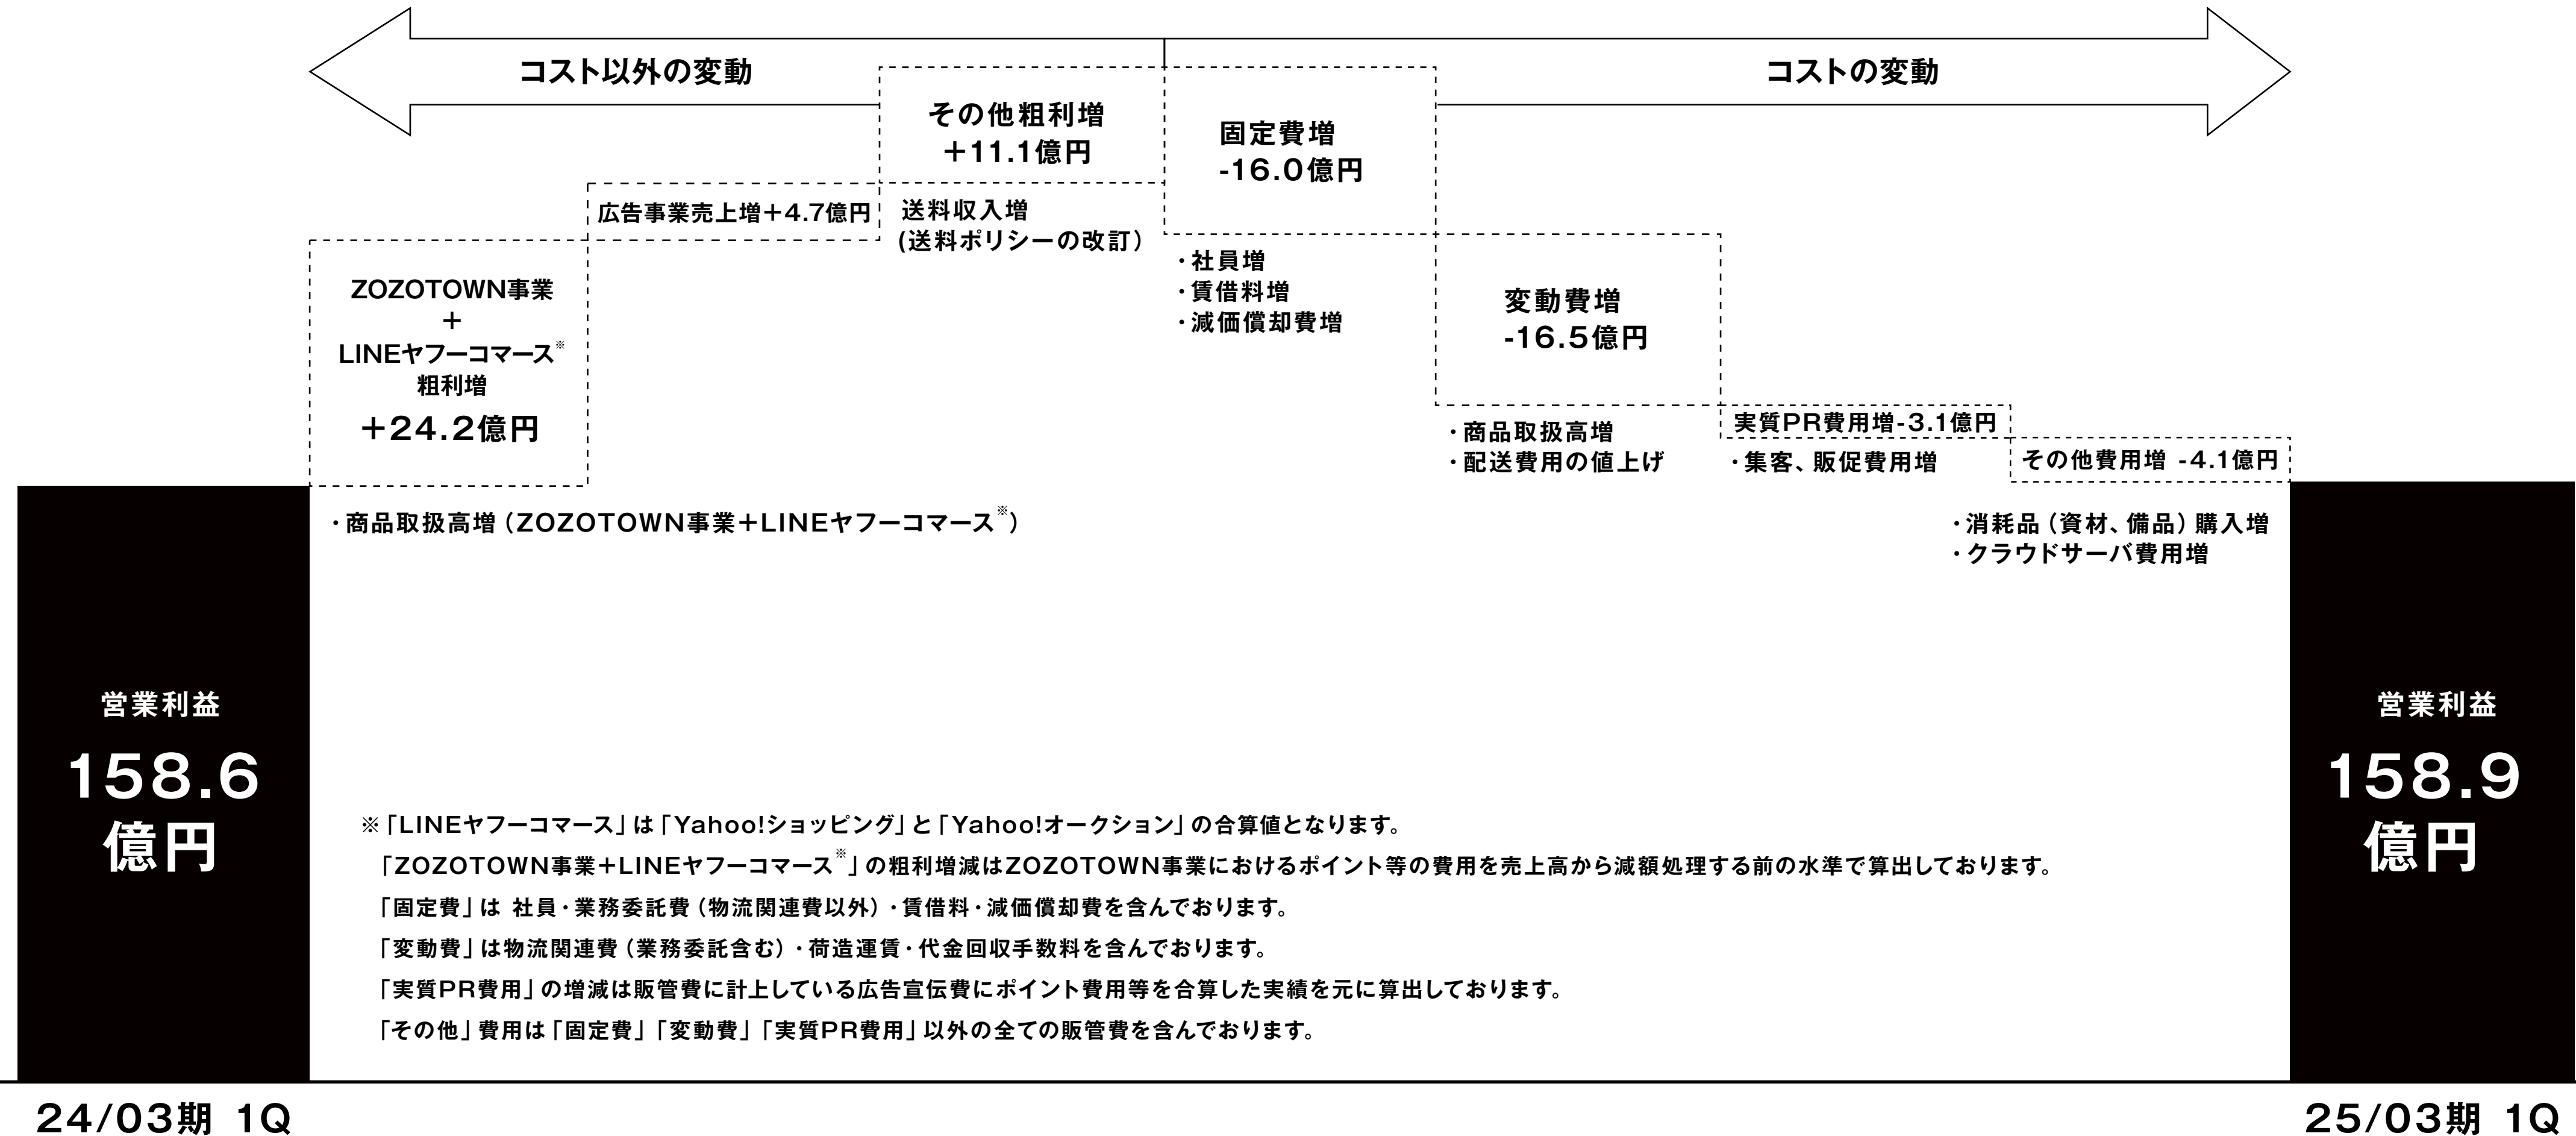 コスト以外の変動
コストの変動
その他粗利増
+11.1億円
固定費増
-16.0億円
広告事業売上増+4.7億円
送料収入増
(送料ポリシーの改訂)
・社員増
・賃借料増
・減価償却費増
ZOZOTOWN事業
+
LINEヤフーコマース※
粗利増
+24.2億円
変動費増
-16.5億円
・商品取扱高増
・配送費用の値上げ
実質PR費用増-3.1億円
・集客、販促費用増
その他費用増 -4.1億円
・商品取扱高増(ZOZOTOWN事業+LINEヤフーコマース※)
・消耗品(資材、備品)購入増
・クラウドサーバ費用増
営業利益
158.6
億円
営業利益
158.9
億円
※「LINEヤフーコマース」は「Yahoo!ショッピング」と「Yahoo!オークション」の合算値となります。
「ZOZOTOWN事業+LINEヤフーコマース※」の粗利増減はZOZOTOWN事業におけるポイント等の費用を売上高から減額処理する前の水準で算出しております。
「固定費」は 社員・業務委託費(物流関連費以外)・賃借料・減価償却費を含んでおります。
「変動費」は物流関連費(業務委託含む)・荷造運賃・代金回収手数料を含んでおります。
「実質PR費用」の増減は販管費に計上している広告宣伝費にポイント費用等を合算した実績を元に算出しております。
「その他」費用は「固定費」「変動費」「実質PR費用」以外の全ての販管費を含んでおります。
24/03期 1Q
25/03期 1Q